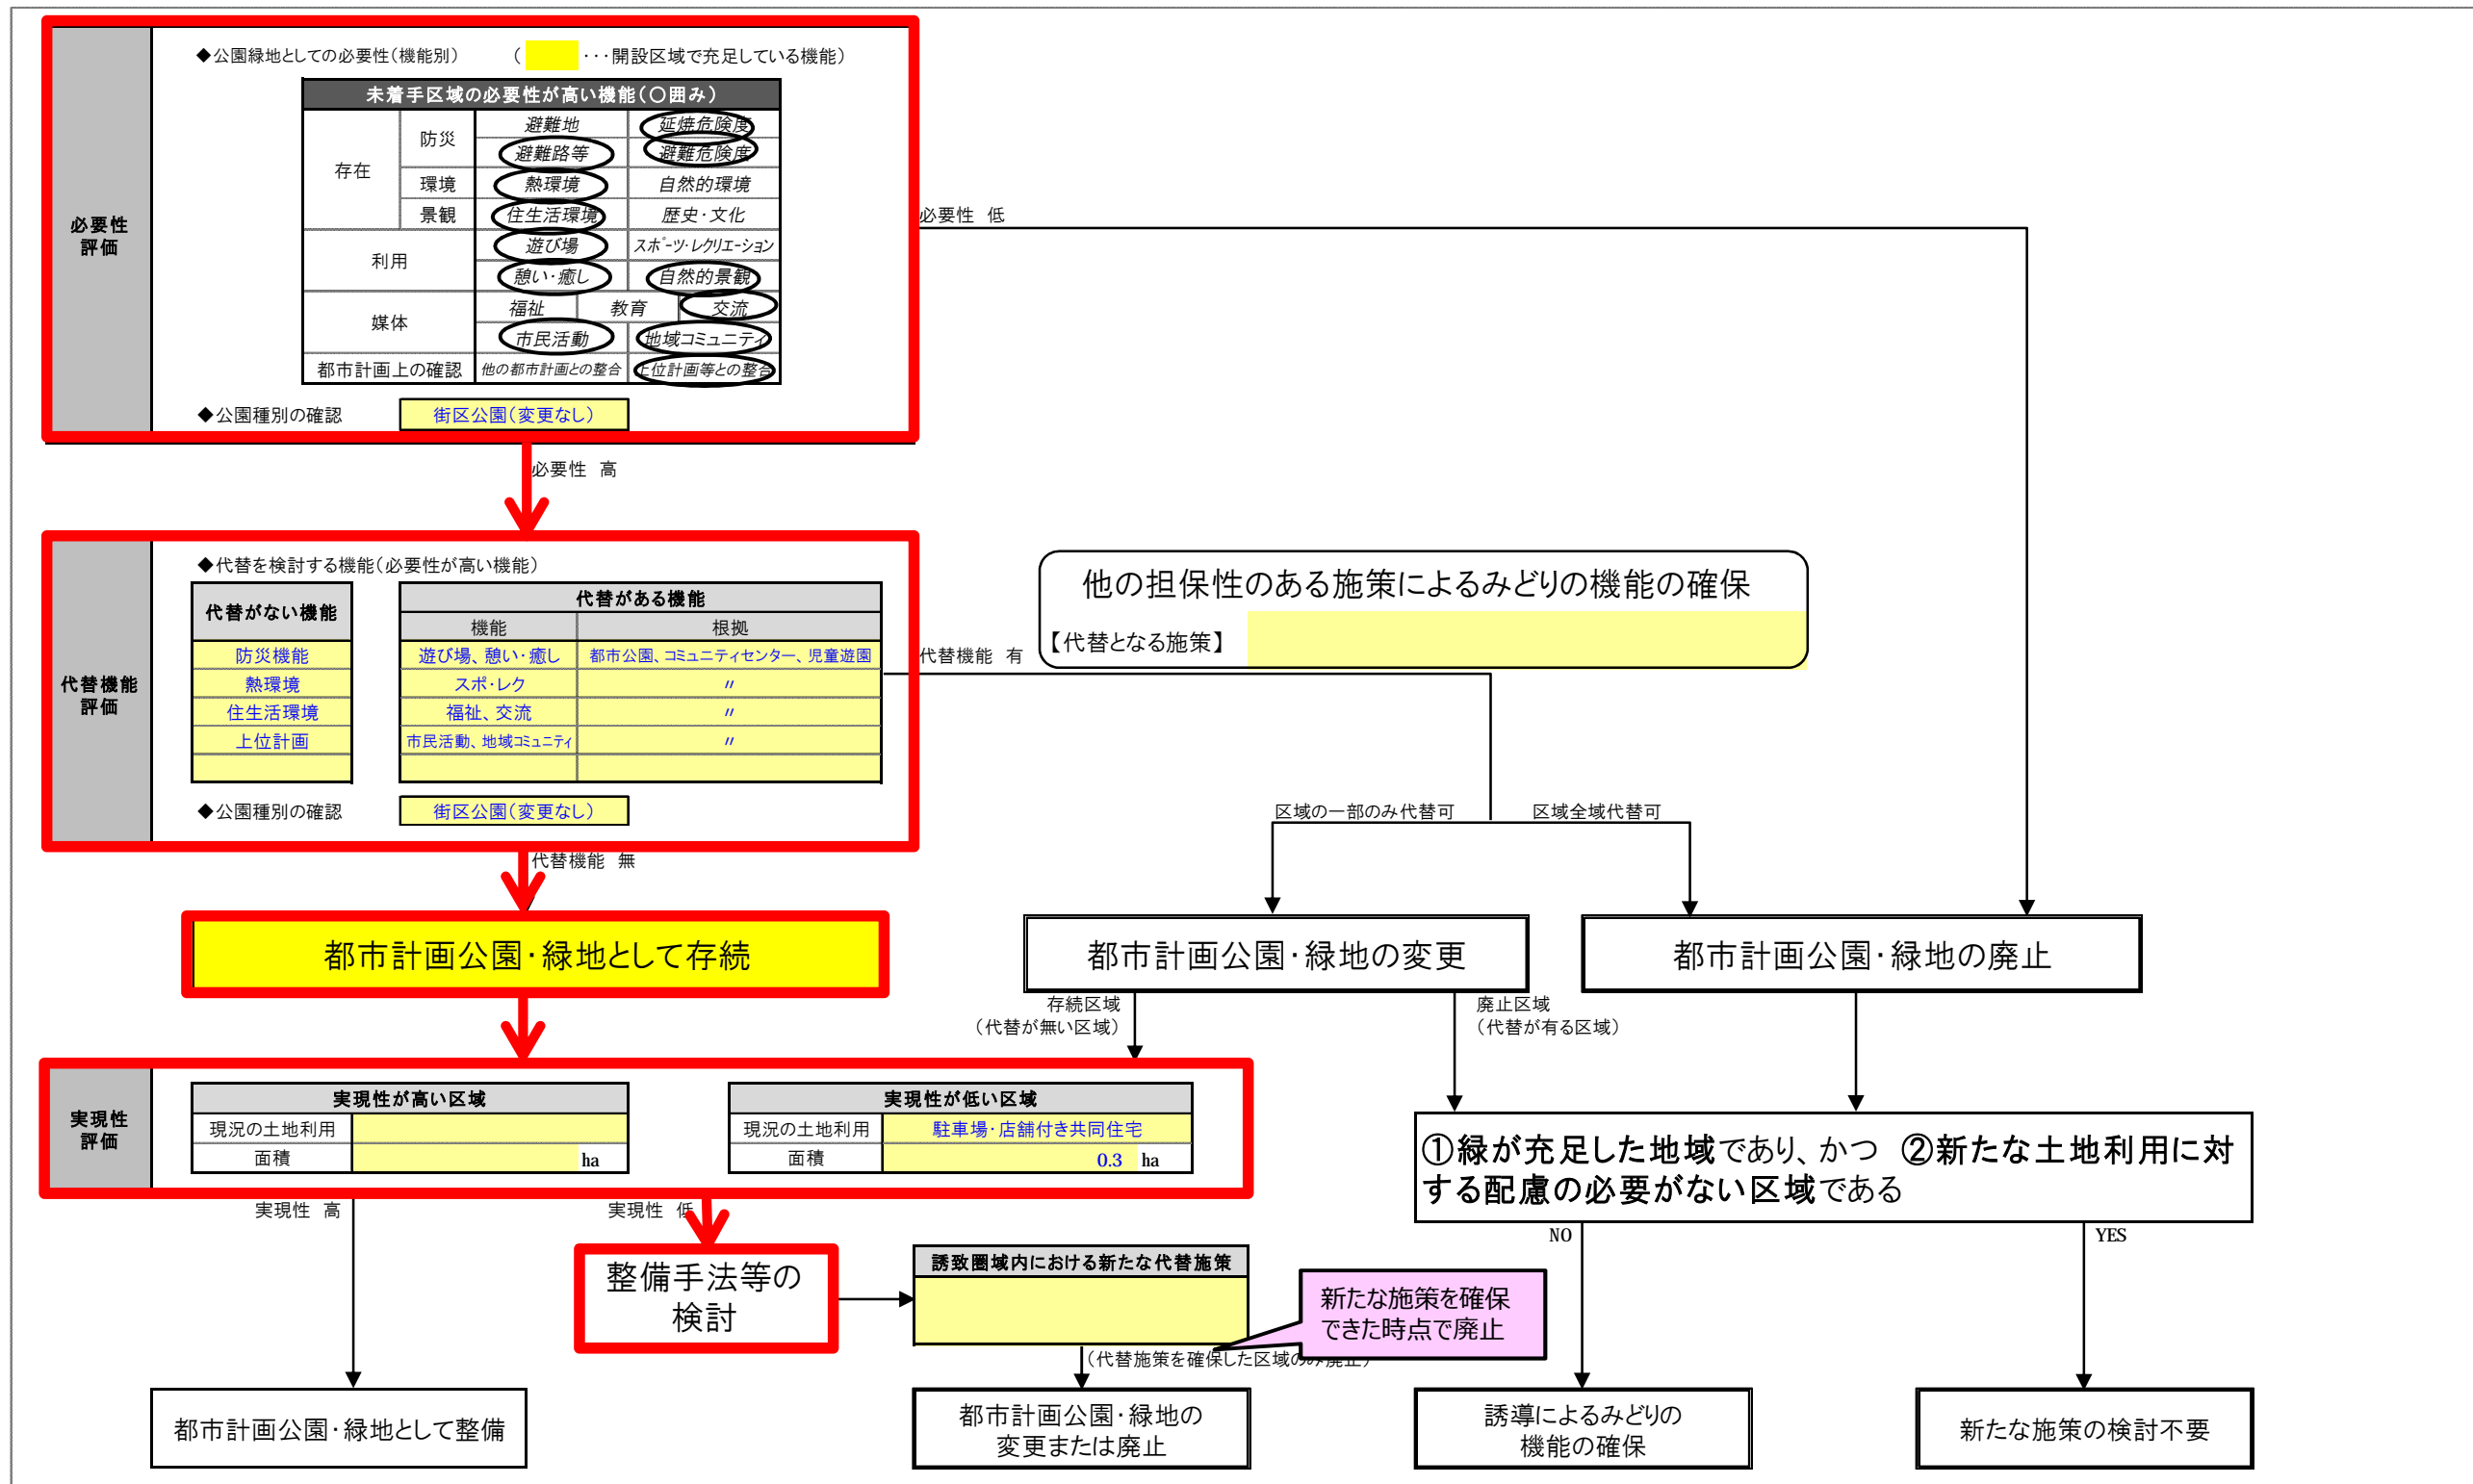 ◆公園緑地としての必要性(機能別) ( ･･･開設区域で充足している機能)
未着手区域の必要性が高い機能(○囲み)
存在 防災 避難地 延焼危険度
避難路等 避難危険度
環境 熱環境 自然的環境
景観 住生活環境 歴史・文化
利用 遊び場 スポーツ・レクリエーション
憩い・癒し 自然的景観
媒体 福祉 教育 交流
市民活動 地域コミュニティ
都市計画上の確認 他の都市計画との整合 上位計画等との整合
必要性
評価
◆公園種別の確認 街区公園(変更なし)
必要性 低
必要性 高
◆代替を検討する機能(必要性が高い機能)
代替がない機能
防災機能
熱環境
住生活環境
上位計画
代替がある機能
機能 根拠
遊び場、憩い・癒し 都市公園、コミュニティセンター、児童遊園
スポ・レク 〃
福祉、交流 〃
市民活動、地域コミュニティ 〃
代替機能
評価
◆公園種別の確認 街区公園(変更なし)
代替機能 有
他の担保性のある施策によるみどりの機能の確保
【代替となる施策】
区域の一部のみ代替可 区域全域代替可
代替機能 無
都市計画公園・緑地として存続
都市計画公園・緑地の変更
都市計画公園・緑地の廃止
存続区域
(代替が無い区域)
廃止区域
(代替が有る区域)
実現性
評価
実現性が高い区域
現況の土地利用
面積 ha
実現性が低い区域
現況の土地利用 駐車場・店舗付き共同住宅
面積 0.3 ha
①緑が充足した地域であり、かつ ②新たな土地利用に対
する配慮の必要がない区域である
実現性 高
実現性 低
NO
YES
整備手法等の
検討
誘致圏域内における新たな代替施策
新たな施策を確保
できた時点で廃止
(代替施策を確保した区域のみ廃止)
都市計画公園・緑地として整備
都市計画公園・緑地の
変更または廃止
誘導によるみどりの
機能の確保
新たな施策の検討不要